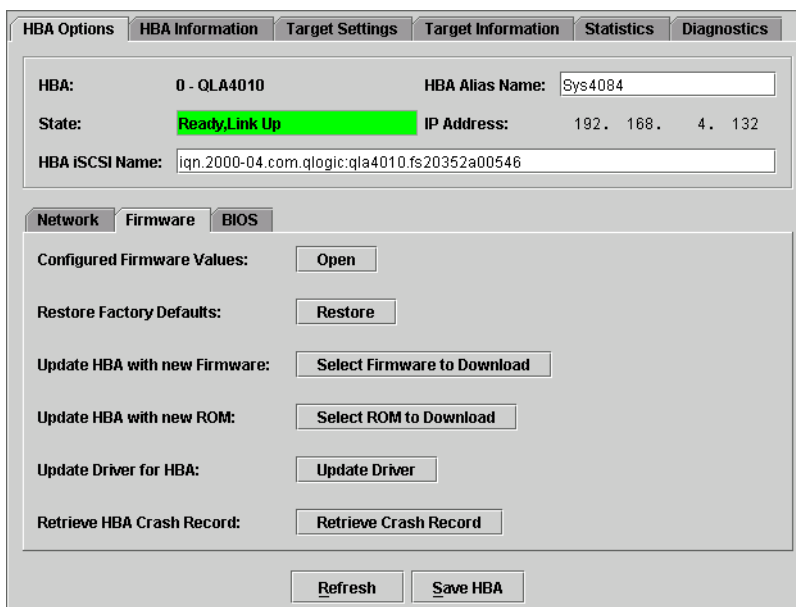 HBA Options HBA Information Target Settings Target Information Statistics Diagnostics
HBA: 0 - QLA4010 HBA Alias Name: Sys4084
State: Ready,Link Up IP Address: 192. 168. 4. 132
HBA iSCSI Name: iqn.2000-04.com.qlogic:qla4010.fs20352a00546
Network Firmware BIOS
Configured Firmware Values: Open
Restore Factory Defaults: Restore
Update HBA with new Firmware: Select Firmware to Download
Update HBA with new ROM: Select ROM to Download
Update Driver for HBA: Update Driver
Retrieve HBA Crash Record: Retrieve Crash Record
Refresh Save HBA